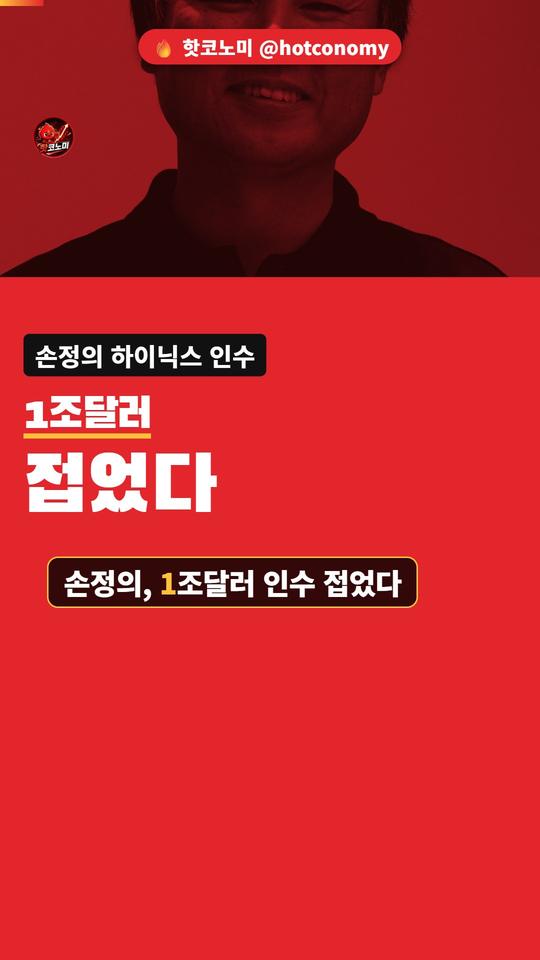 핫코노미 @hotconomy
핫코노미
손정의 하이닉스 인수
1조달러
접었다
손정의, 1조달러 인수 접었다